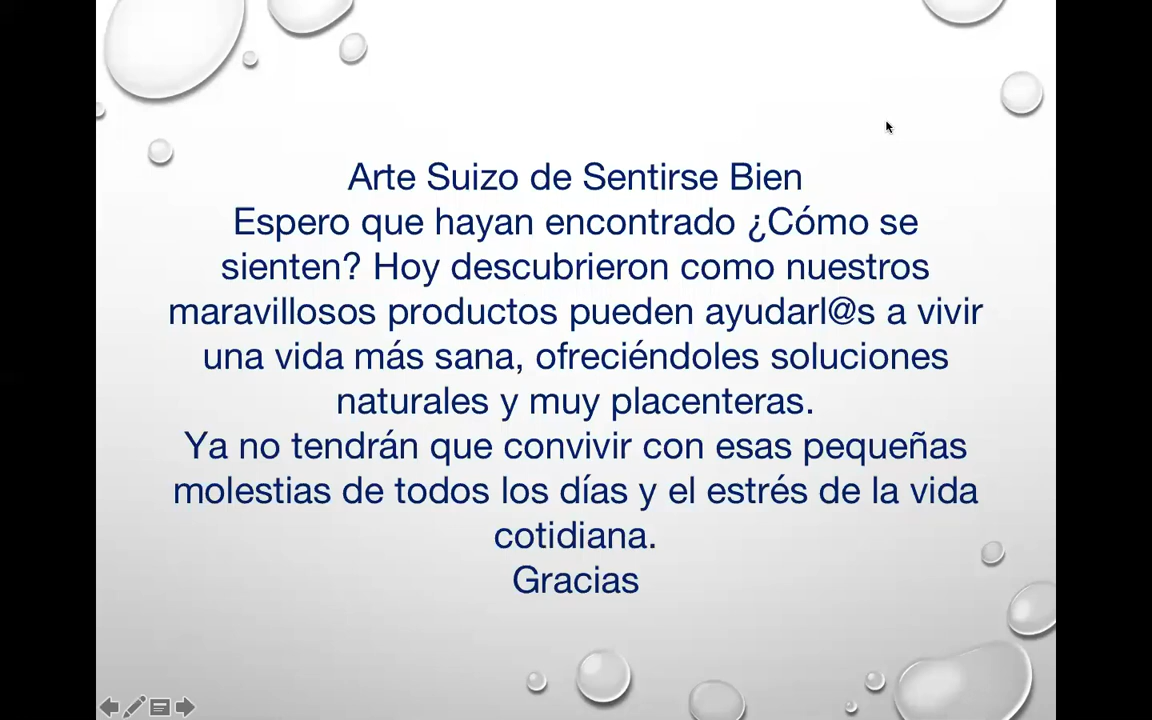 Arte Suizo de Sentirse Bien
Espero que hayan encontrado ¿Cómo se
sienten? Hoy descubrieron como nuestros
maravillosos productos pueden ayudarl@s a vivir
una vida más sana, ofreciéndoles soluciones
naturales y muy placenteras.
Ya no tendrán que convivir con esas pequeñas
molestias de todos los días y el estrés de la vida
cotidiana.
Gracias